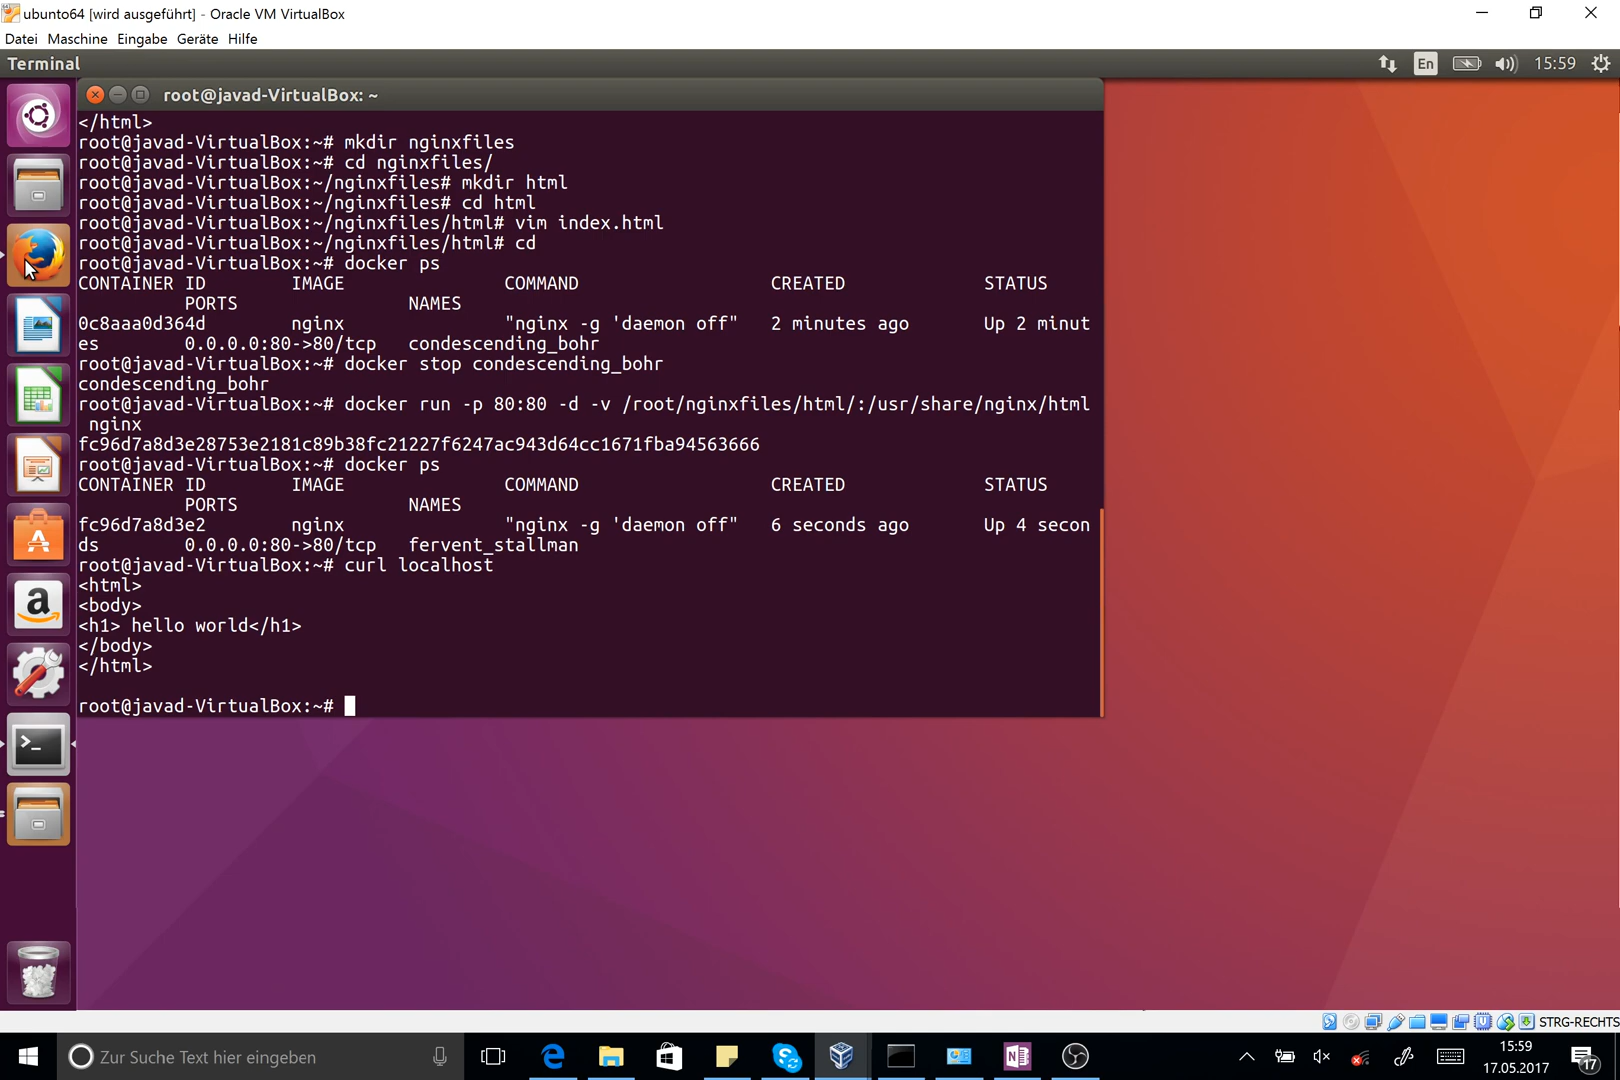 ubunto64 [wird ausgeführt] - Oracle VM VirtualBox
Datei Maschine Eingabe Geräte Hilfe
Terminal En 15:59
root@javad-VirtualBox: ~
</html>
root@javad-VirtualBox:~# mkdir nginxfiles
root@javad-VirtualBox:~# cd nginxfiles/
root@javad-VirtualBox:~/nginxfiles# mkdir html
root@javad-VirtualBox:~/nginxfiles# cd html
root@javad-VirtualBox:~/nginxfiles/html# vim index.html
root@javad-VirtualBox:~/nginxfiles/html# cd
root@javad-VirtualBox:~# docker ps
CONTAINER ID        IMAGE               COMMAND                  CREATED             STATUS
          PORTS                NAMES
0c8aaa0d364d        nginx               "nginx -g 'daemon off"   2 minutes ago       Up 2 minut
es        0.0.0.0:80->80/tcp   condescending_bohr
root@javad-VirtualBox:~# docker stop condescending_bohr
condescending_bohr
root@javad-VirtualBox:~# docker run -p 80:80 -d -v /root/nginxfiles/html/:/usr/share/nginx/html
 nginx
fc96d7a8d3e28753e2181c89b38fc21227f6247ac943d64cc1671fba94563666
root@javad-VirtualBox:~# docker ps
CONTAINER ID        IMAGE               COMMAND                  CREATED             STATUS
          PORTS                NAMES
fc96d7a8d3e2        nginx               "nginx -g 'daemon off"   6 seconds ago       Up 4 secon
ds        0.0.0.0:80->80/tcp   fervent_stallman
root@javad-VirtualBox:~# curl localhost
<html>
<body>
<h1> hello world</h1>
</body>
</html>
root@javad-VirtualBox:~#
STRG-RECHTS
Zur Suche Text hier eingeben
15:59
17.05.2017
17